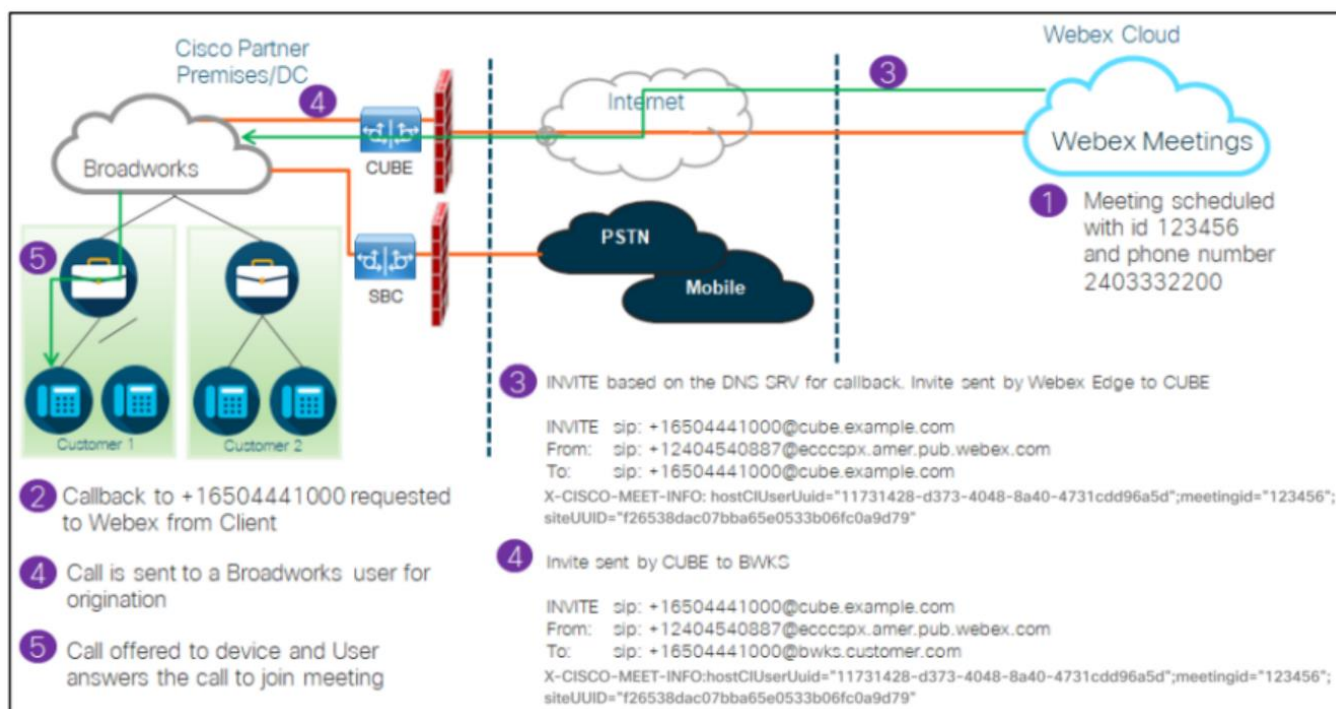 Cisco Partner
Premises/DC
Webex Cloud
4
3
Internet
Broadworks
CUBE
Webex Meetings
1
Meeting scheduled
with id 123456
and phone number
2403332200
5
SBC
PSTN
Mobile
Customer 1
Customer 2
3
INVITE based on the DNS SRV for callback. Invite sent by Webex Edge to CUBE
INVITE sip: +16504441000@cube.example.com
From: sip: +12404540887@ecccspx.amer.pub.webex.com
To: sip: +16504441000@cube.example.com
X-CISCO-MEET-INFO: hostCIUserUuid="11731428-d373-4048-8a40-4731cdd96a5d";meetingid="123456";
siteUUID="f26538dac07bba65e0533b06fc0a9d79"
2
Callback to +16504441000 requested
to Webex from Client
4
Call is sent to a Broadworks user for
origination
5
Call offered to device and User
answers the call to join meeting
4
Invite sent by CUBE to BWKS
INVITE sip: +16504441000@cube.example.com
From: sip: +12404540887@ecccspx.amer.pub.webex.com
To: sip: +16504441000@bwks.customer.com
X-CISCO-MEET-INFO:hostCIUserUuid="11731428-d373-4048-8a40-4731cdd96a5d";meetingid="123456";
siteUUID="f26538dac07bba65e0533b06fc0a9d79"